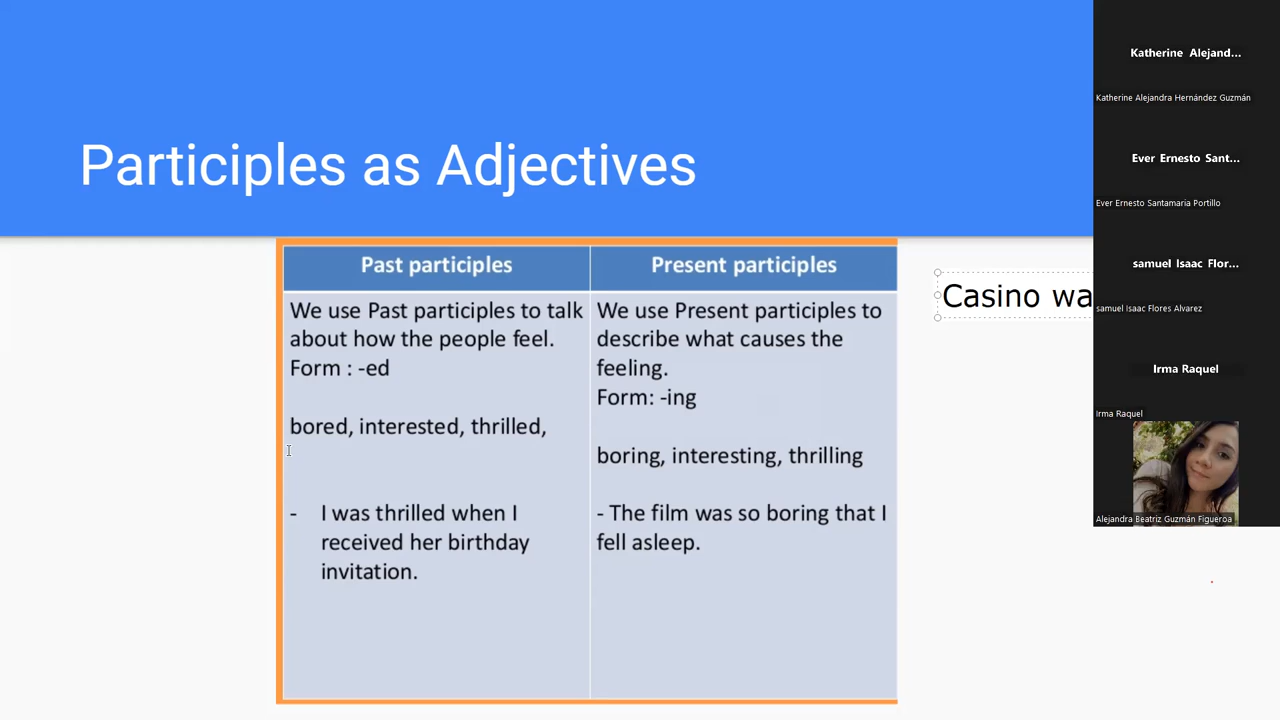 Participles as Adjectives
Past participles
We use Past participles to talk
about how the people feel.
Form : -ed
bored, interested, thrilled,
- I was thrilled when I
received her birthday
invitation.
Present participles
We use Present participles to
describe what causes the
feeling.
Form: -ing
boring, interesting, thrilling
- The film was so boring that I
fell asleep.
Casino wa
Katherine Alejand...
Katherine Alejandra Hernández Guzmán
Ever Ernesto Sant...
Ever Ernesto Santamaria Portillo
samuel Isaac Flor...
samuel Isaac Flores Alvarez
Irma Raquel
Irma Raquel
Alejandra Beatriz Guzmán Figueroa